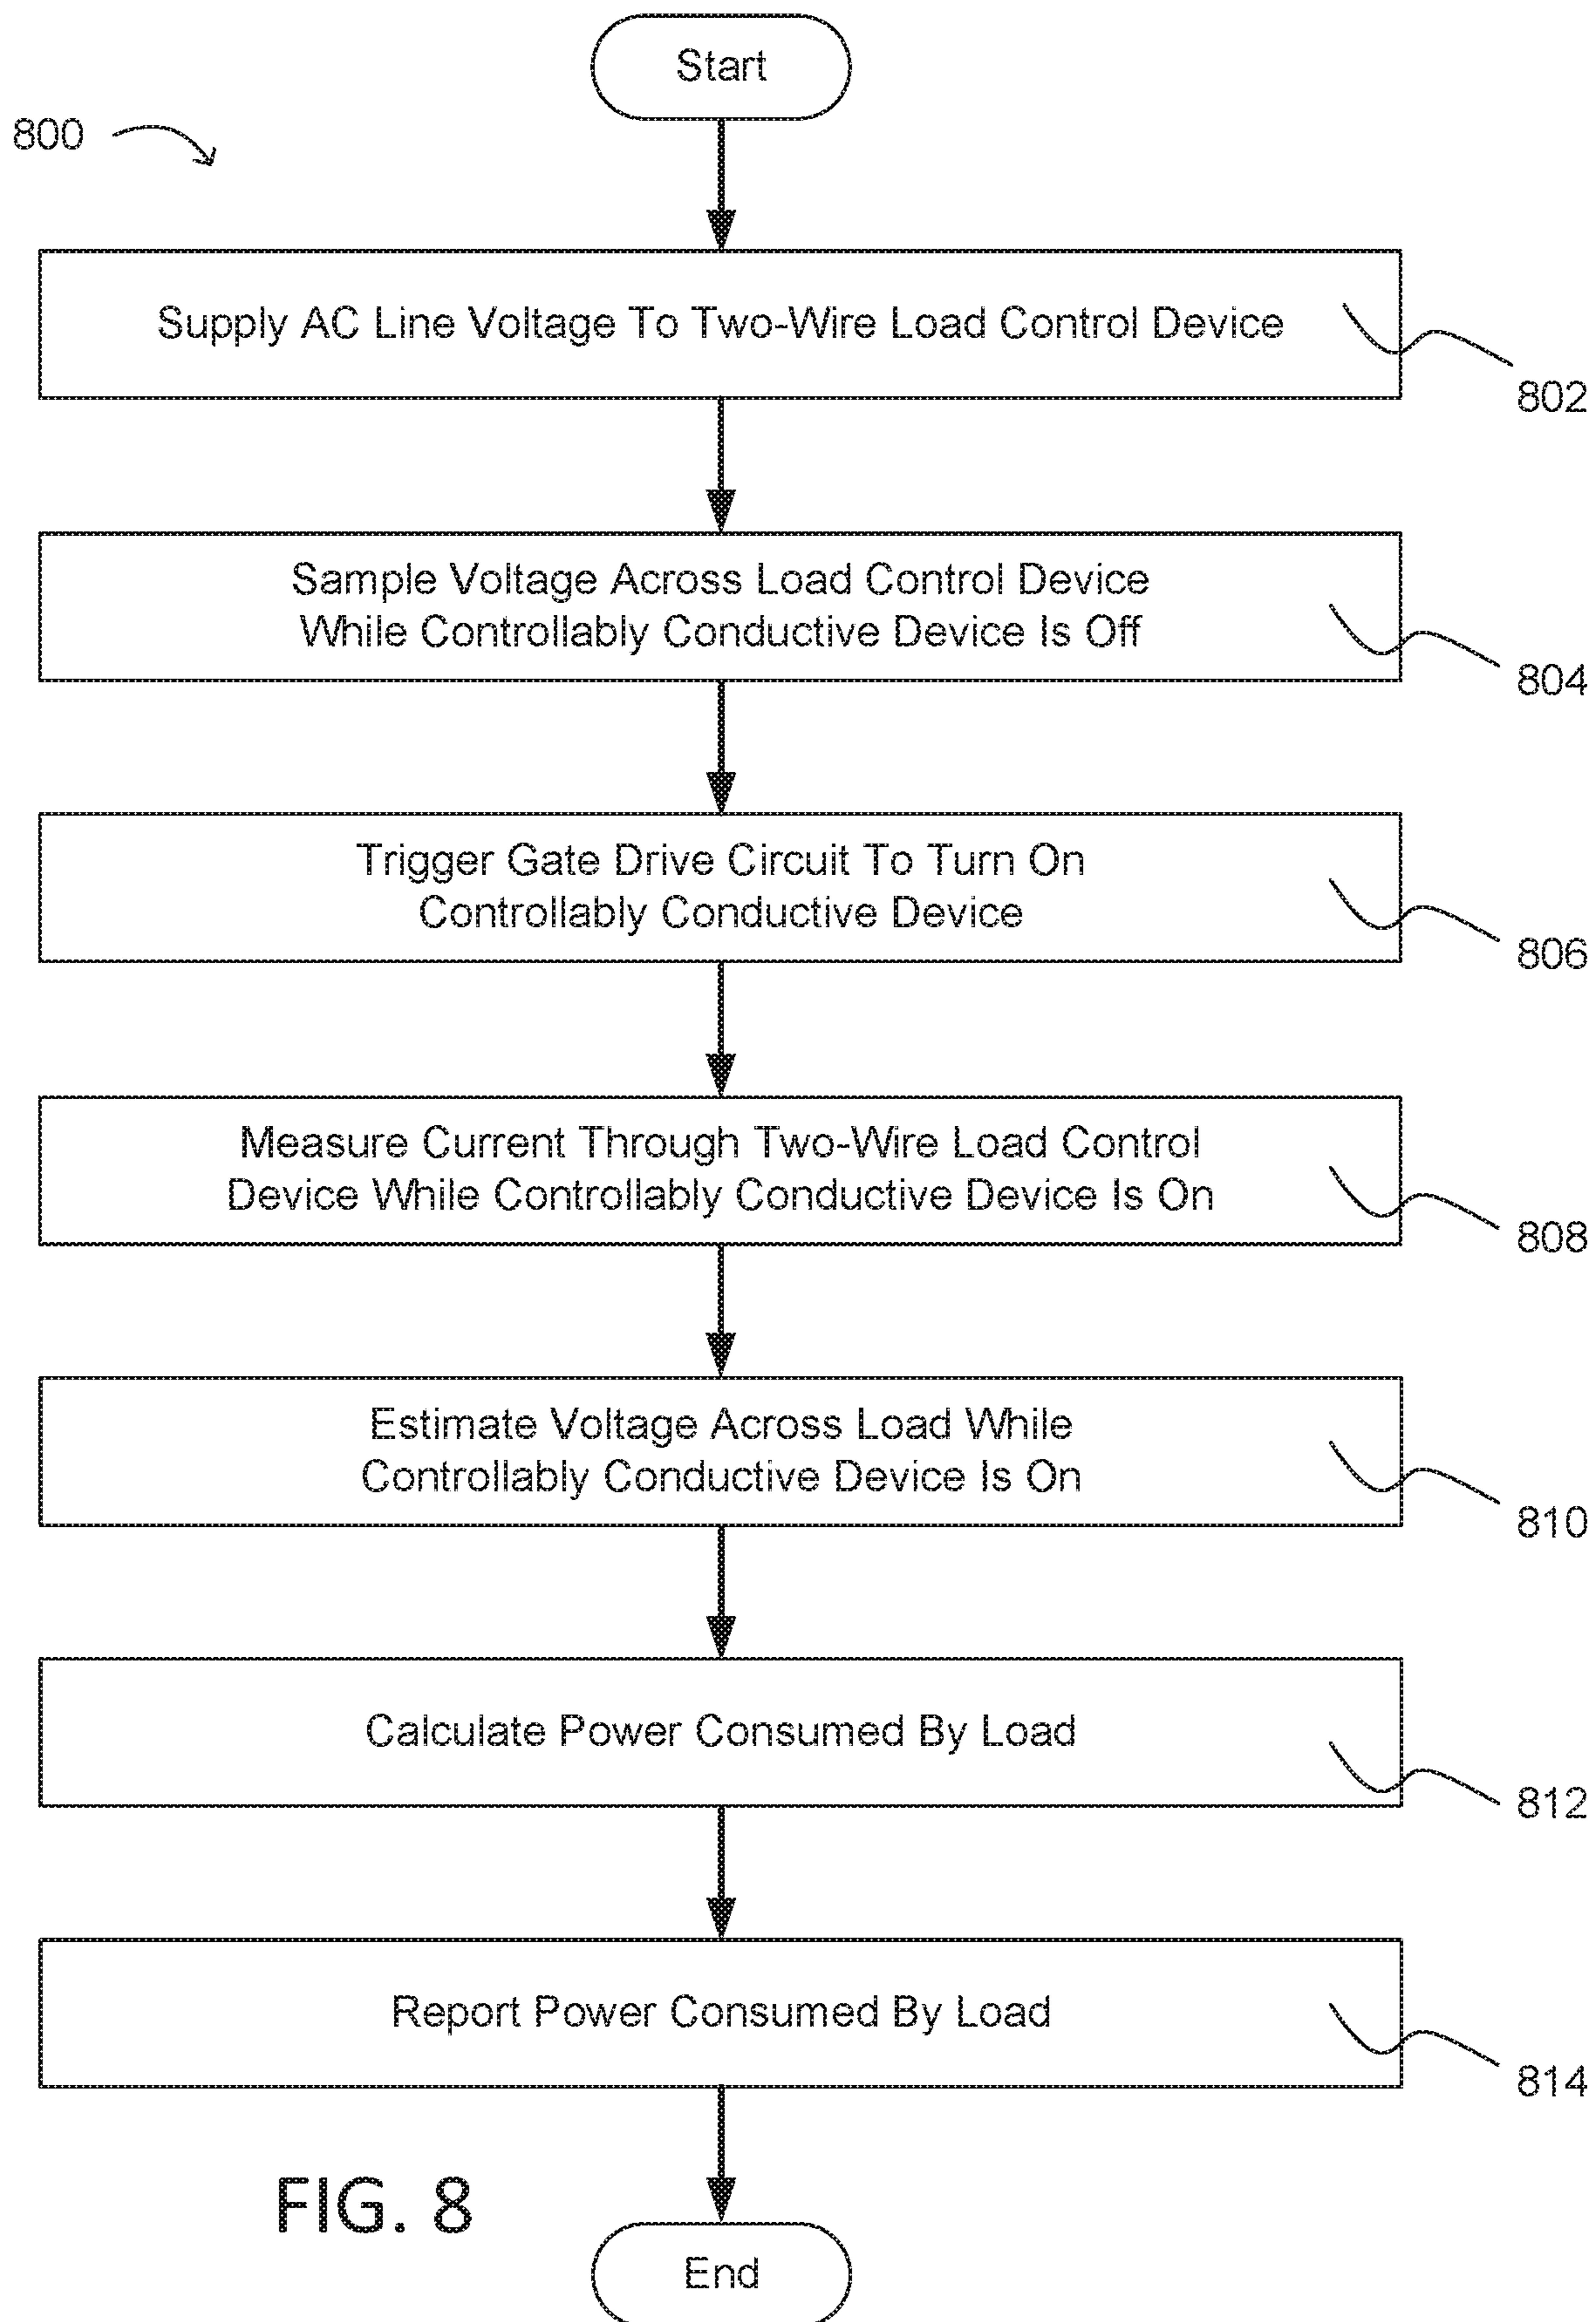 Start
800
Supply AC Line Voltage To Two-Wire Load Control Device
802
Sample Voltage Across Load Control Device
While Controllably Conductive Device Is Off
804
Trigger Gate Drive Circuit To Turn On
Controllably Conductive Device
806
Measure Current Through Two-Wire Load Control
Device While Controllably Conductive Device Is On
808
Estimate Voltage Across Load While
Controllably Conductive Device Is On
810
Calculate Power Consumed By Load
812
Report Power Consumed By Load
814
FIG. 8
End